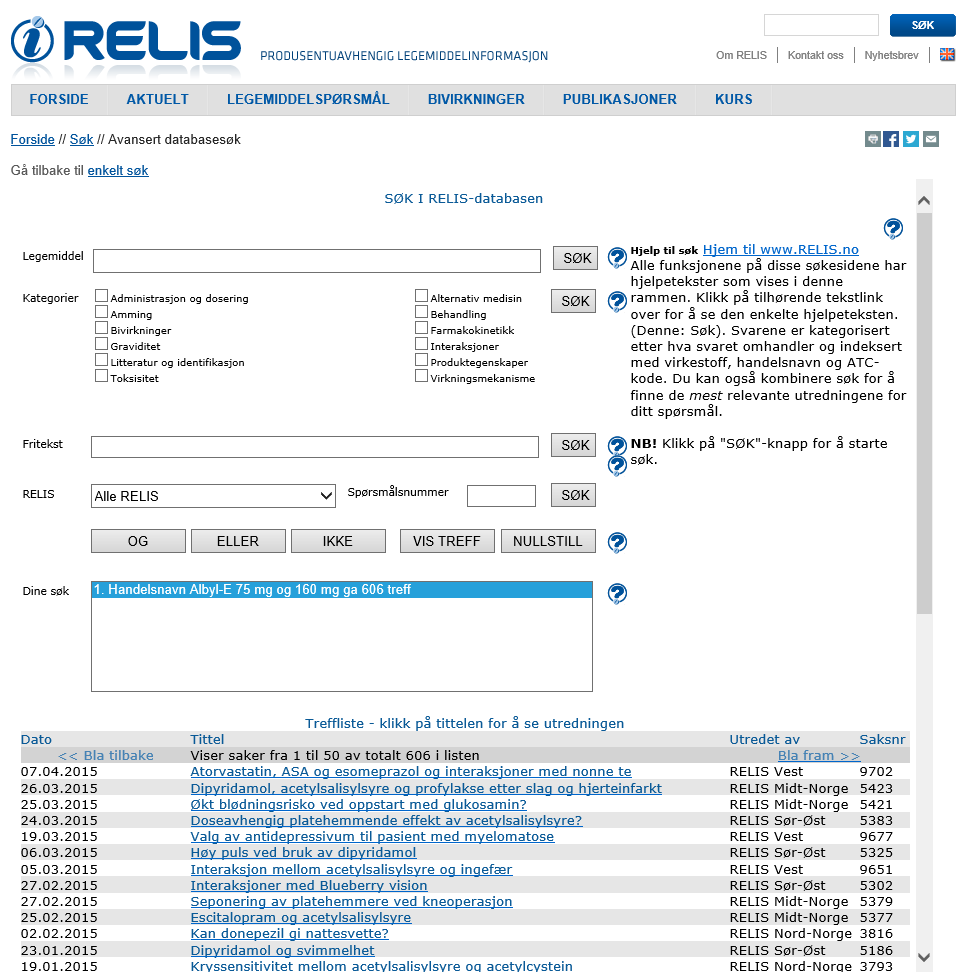 RELIS
PRODUSENTUAVHENGIG LEGEMIDDELINFORMASJON
SØK
Om RELIS | Kontakt oss | Nyhetsbrev
FORSIDE AKTUELT LEGEMIDDELSPØRSMÅL BIVIRKNINGER PUBLIKASJONER KURS
Forside // Søk // Avansert databasesøk
Gå tilbake til enkelt søk
SØK I RELIS-databasen
Legemiddel SØK
Kategorier SØK
Administrasjon og dosering
Amming
Bivirkninger
Graviditet
Litteratur og identifikasjon
Toksisitet
Alternativ medisin
Behandling
Farmakokinetikk
Interaksjoner
Produktegenskaper
Virkningsmekanisme
Fritekst SØK
RELIS Alle RELIS Spørsmålsnummer SØK
OG ELLER IKKE VIS TREFF NULLSTILL
Dine søk
1. Handelsnavn Albyl-E 75 mg og 160 mg ga 606 treff
Hjelp til søk Hjem til www.RELIS.no
Alle funksjonene på disse søkesidene har
hjelpetekster som vises i denne
rammen. Klikk på tilhørende tekstlink
over for å se den enkelte hjelpeteksten.
(Denne: Søk). Svarene er kategorisert
etter hva svaret omhandler og indeksert
med virkestoff, handelsnavn og ATC-
kode. Du kan også kombinere søk for å
finne de mest relevante utredningene for
ditt spørsmål.
NB! Klikk på "SØK"-knapp for å starte
søk.
Treffliste - klikk på tittelen for å se utredningen
Dato Tittel Utredet av Saksnr
<< Bla tilbake Viser saker fra 1 til 50 av totalt 606 i listen Bla fram >>
07.04.2015 Atorvastatin, ASA og esomeprazol og interaksjoner med nonne te RELIS Vest 9702
26.03.2015 Dipyridamol, acetylsalisylsyre og profylakse etter slag og hjerteinfarkt RELIS Midt-Norge 5423
25.03.2015 Økt blødningsrisko ved oppstart med glukosamin? RELIS Midt-Norge 5421
24.03.2015 Doseavhengig platehemmende effekt av acetylsalisylsyre? RELIS Sør-Øst 5383
19.03.2015 Valg av antidepressivum til pasient med myelomatose RELIS Vest 9677
06.03.2015 Høy puls ved bruk av dipyridamol RELIS Sør-Øst 5325
05.03.2015 Interaksjon mellom acetylsalisylsyre og ingefær RELIS Vest 9651
27.02.2015 Interaksjoner med Blueberry vision RELIS Sør-Øst 5302
27.02.2015 Seponering av platehemmere ved kneoperasjon RELIS Midt-Norge 5379
25.02.2015 Escitalopram og acetylsalisylsyre RELIS Midt-Norge 5377
02.02.2015 Kan donepezil gi nattesvette? RELIS Nord-Norge 3816
23.01.2015 Dipyridamol og svimmelhet RELIS Sør-Øst 5186
19.01.2015 Kryssensitivitet mellom acetylsalisylsyre og acetylcystein RELIS Nord-Norge 3793